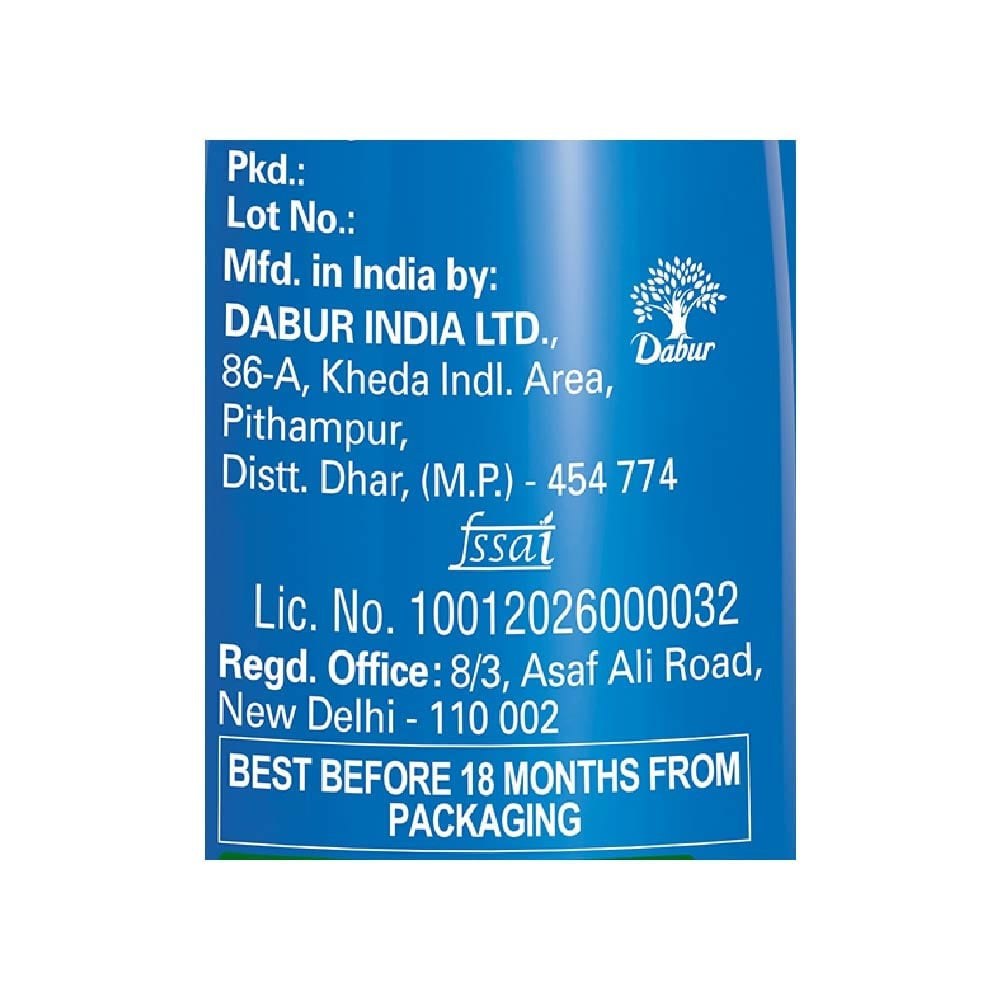 Pkd.:
Lot No.:
Mfd. in India by:
DABUR INDIA LTD.,
86-A, Kheda Indl. Area,
Pithampur,
Distt. Dhar, (M.P.) - 454 774
Dabur
fssai
Lic. No. 10012026000032
Regd. Office: 8/3, Asaf Ali Road,
New Delhi - 110 002
BEST BEFORE 18 MONTHS FROM
PACKAGING